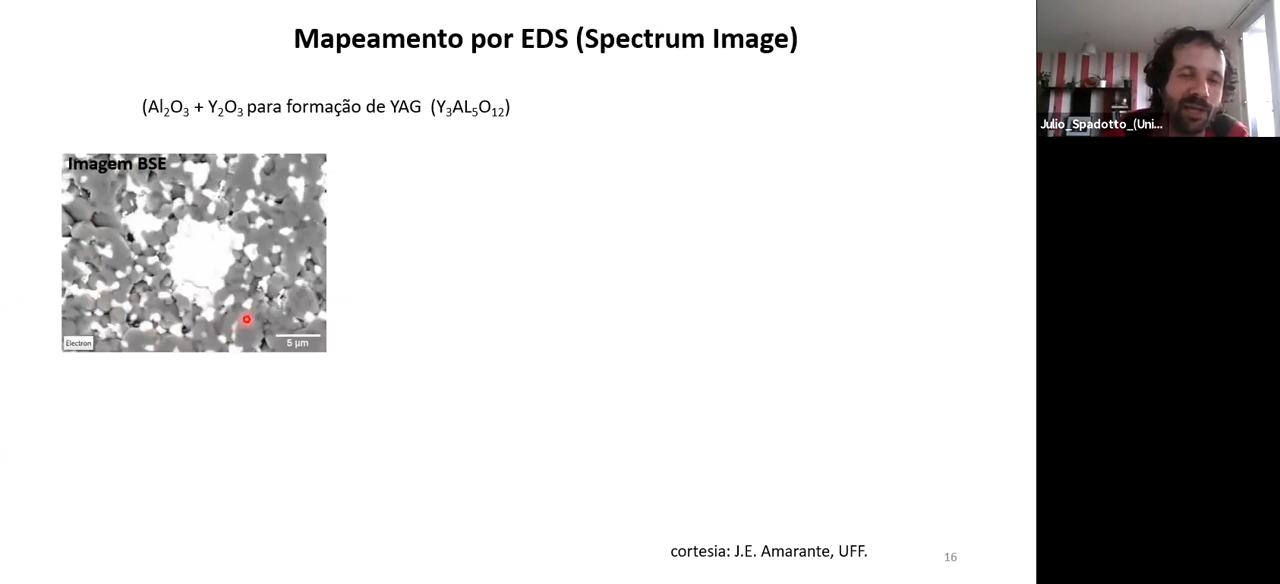 Mapeamento por EDS (Spectrum Image)
(Al₂O₃ + Y₂O₃ para formação de YAG (Y₃AL₅O₁₂)
Imagem BSE
Electron
5 µm
cortesia: J.E. Amarante, UFF.
16
Julio_Spadotto_(Uni...